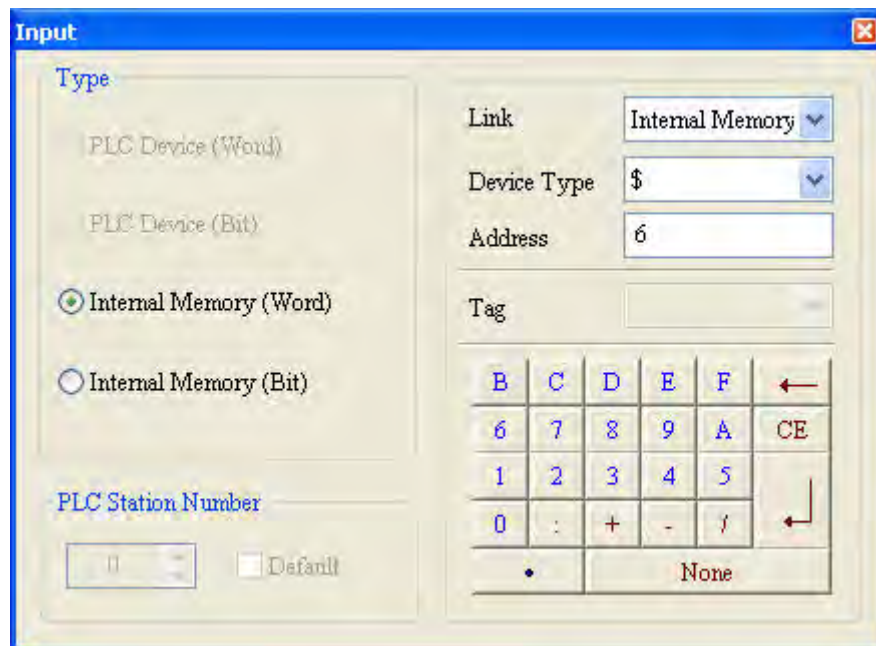 Input
Type
PLC Device (Word)
PLC Device (Bit)
Internal Memory (Word)
Internal Memory (Bit)
PLC Station Number
0
Default
Link
Internal Memory
Device Type
$
Address
6
Tag
B C D E F ←
6 7 8 9 A CE
1 2 3 4 5
0 : + - /
• None